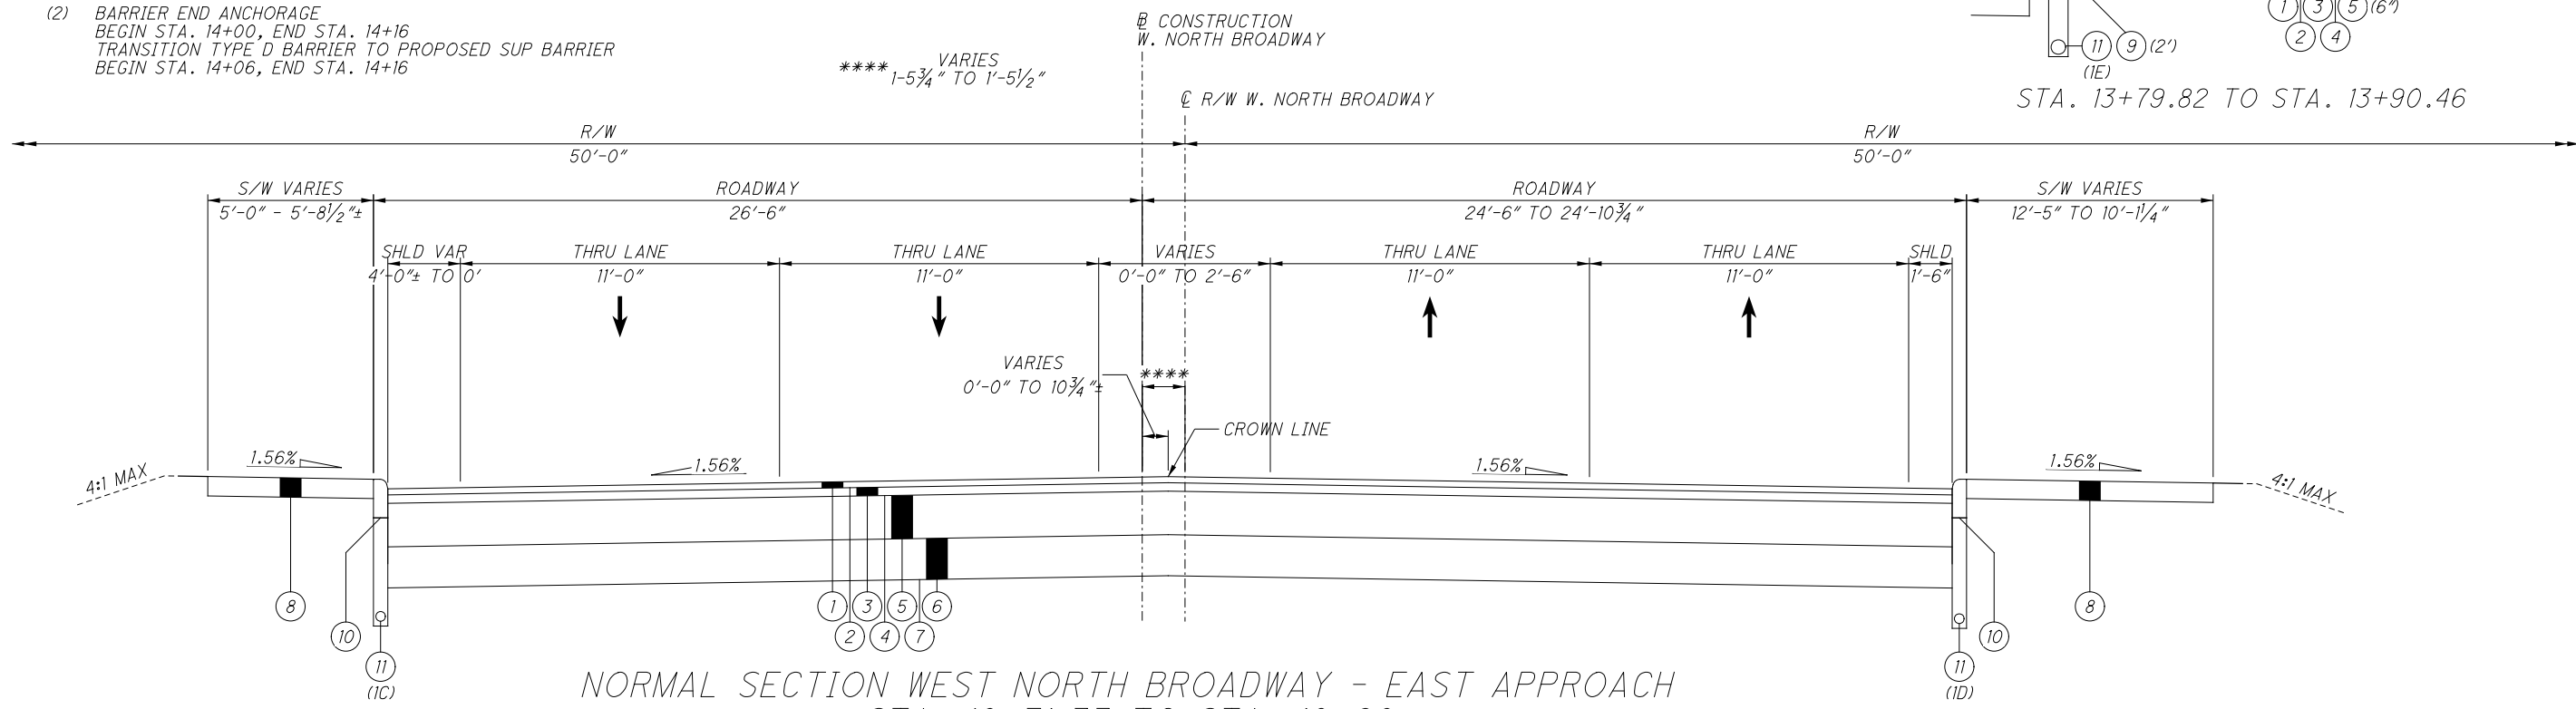 (2) BARRIER END ANCHORAGE
BEGIN STA. 14+00, END STA. 14+16
TRANSITION TYPE D BARRIER TO PROPOSED SUP BARRIER
BEGIN STA. 14+06, END STA. 14+16
**** VARIES
1-5¾" TO 1'-5½"
℄ CONSTRUCTION
W. NORTH BROADWAY
℄ R/W W. NORTH BROADWAY
1 3 5 (6")
2 4
11 9 (2')
(1E)
STA. 13+79.82 TO STA. 13+90.46
R/W R/W
50'-0" 50'-0"
S/W VARIES ROADWAY ROADWAY S/W VARIES
5'-0" - 5'-8½"± 26'-6" 24'-6" TO 24'-10¾" 12'-5" TO 10'-1¼"
SHLD VAR THRU LANE THRU LANE VARIES THRU LANE THRU LANE SHLD
4'-0"± TO 0' 11'-0" 11'-0" 0'-0" TO 2'-6" 11'-0" 11'-0" 1'-6"
VARIES
0'-0" TO 10¾"±
****
CROWN LINE
4:1 MAX 1.56% 1.56% 1.56% 1.56% 4:1 MAX
8 1 3 5 6 8
10 2 4 7 10
11 11
(1C) (1D)
NORMAL SECTION WEST NORTH BROADWAY - EAST APPROACH